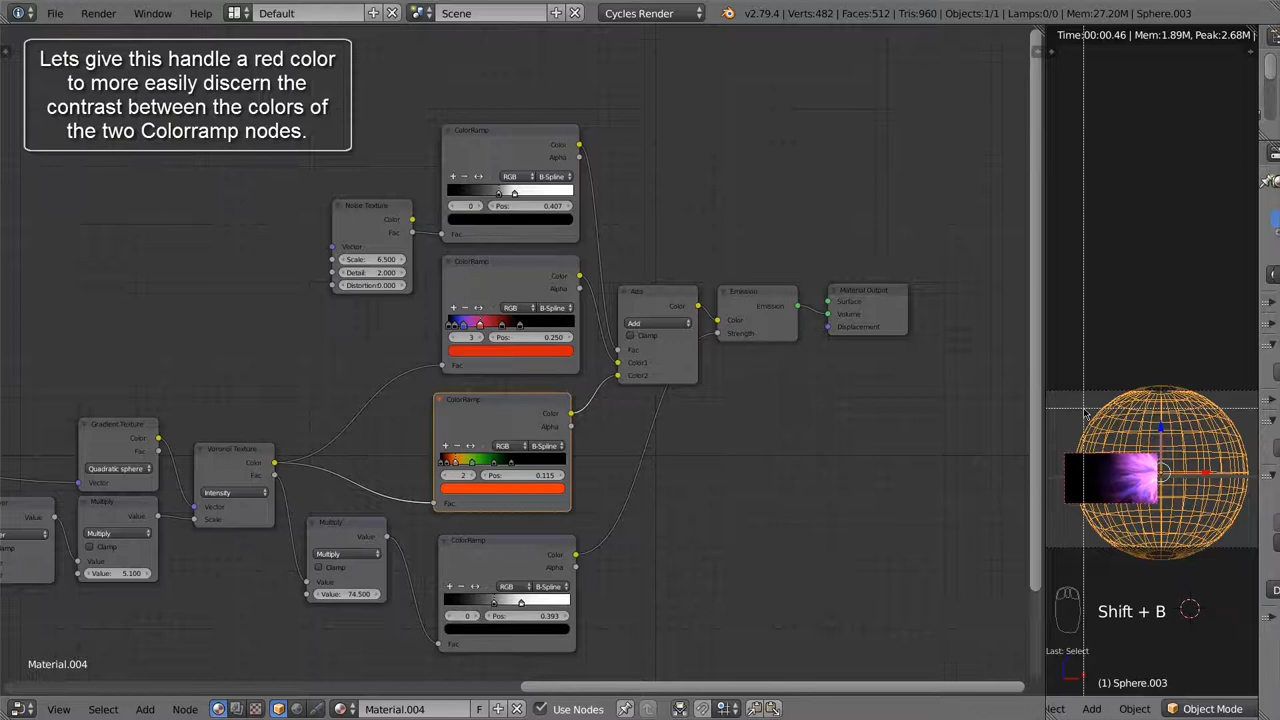 File Render Window Help Default Scene Cycles Render v2.79.4 | Verts:482 | Faces:512 | Tris:960 | Objects:1/1 | Lamps:0/0 | Mem:27.20M | Sphere.003
Time:00:00.46 | Mem:1.89M, Peak:2.68M
Lets give this handle a red color
to more easily discern the
contrast between the colors of
the two Colorramp nodes.
ColorRamp
Color
Alpha
RGB B-Spline
0 Pos: 0.407
Fac
Noise Texture
Color
Fac
Vector
Scale: 6.500
Detail: 2.000
Distortion:0.000
ColorRamp
Color
Alpha
RGB B-Spline
3 Pos: 0.250
Fac
Add
Color
Add
Clamp
Fac
Color1
Color2
Emission
Emission
Color
Strength
Material Output
Surface
Volume
Displacement
ColorRamp
Color
Alpha
RGB B-Spline
2 Pos: 0.115
Fac
Gradient Texture
Color
Fac
Quadratic sphere
Vector
Voronoi Texture
Color
Fac
Intensity
Vector
Scale
Value
Multiply
Value
Multiply
Clamp
Value
Value: 5.100
Multiply
Value
Multiply
Clamp
Value
Value: 74.500
ColorRamp
Color
Alpha
RGB B-Spline
0 Pos: 0.393
Fac
Shift + B
Last: Select
(1) Sphere.003
Material.004
View Select Add Node Material.004 F Use Nodes Add Object Object Mode